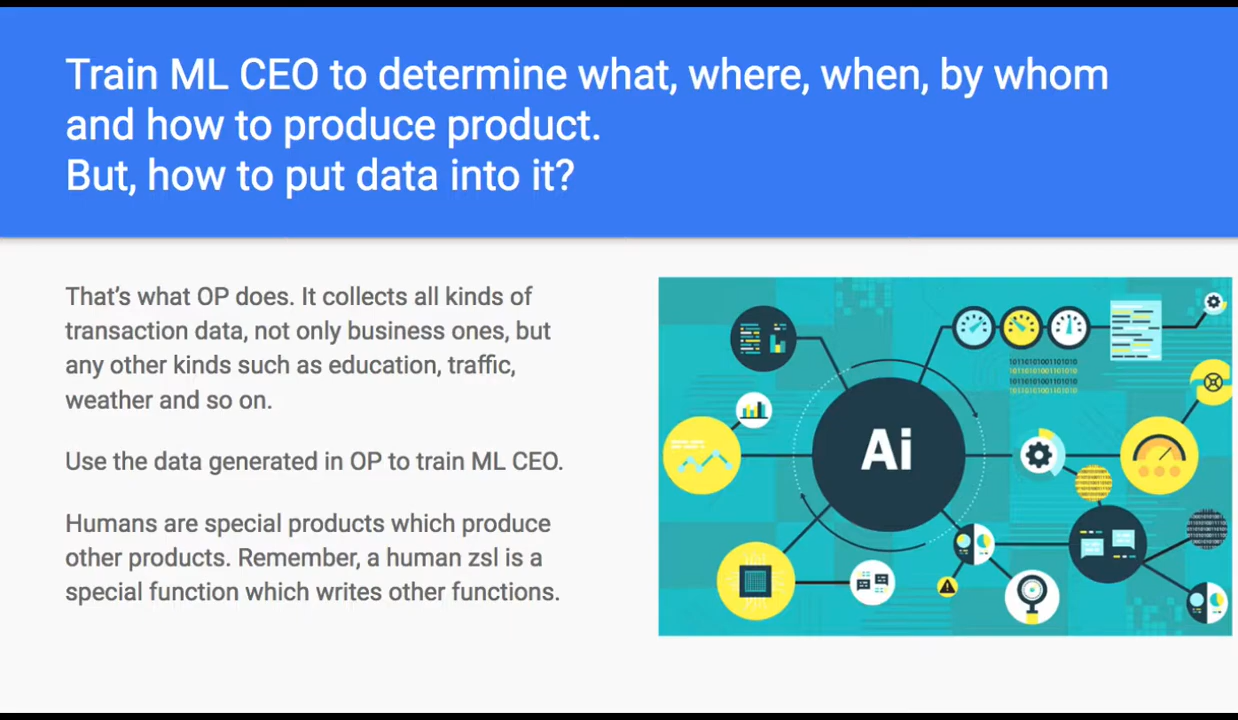 Train ML CEO to determine what, where, when, by whom
and how to produce product.
But, how to put data into it?
That's what OP does. It collects all kinds of
transaction data, not only business ones, but
any other kinds such as education, traffic,
weather and so on.
Use the data generated in OP to train ML CEO.
Humans are special products which produce
other products. Remember, a human zsl is a
special function which writes other functions.
Ai
10110101001101010
10110101001101010
10110101001101010
10110101001101010